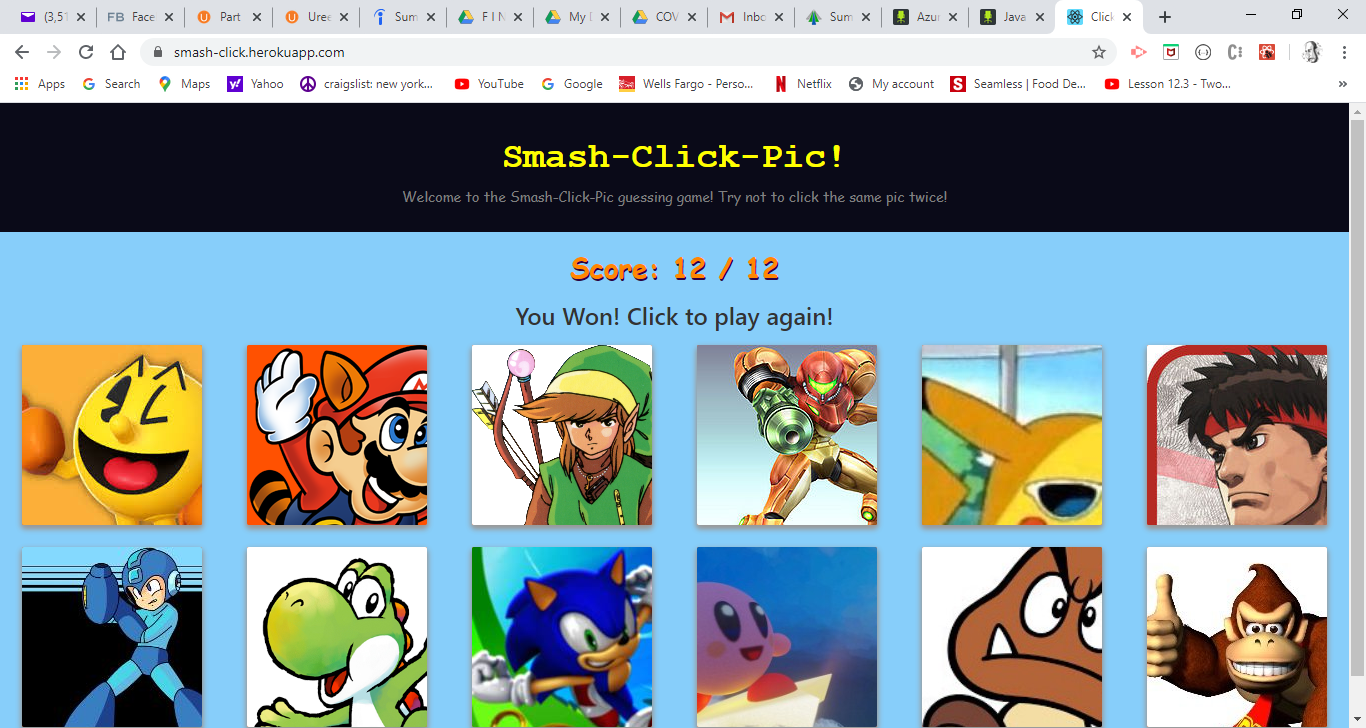 (3,51
FB Face
Part
Uree
Sum
F I N
My D
COV
Inbo
Sum
Azur
Java
Click
smash-click.herokuapp.com
Apps
Search
Maps
Yahoo
craigslist: new york...
YouTube
Google
Wells Fargo - Perso...
Netflix
My account
Seamless | Food De...
Lesson 12.3 - Two...
Smash-Click-Pic!
Welcome to the Smash-Click-Pic guessing game! Try not to click the same pic twice!
Score: 12 / 12
You Won! Click to play again!